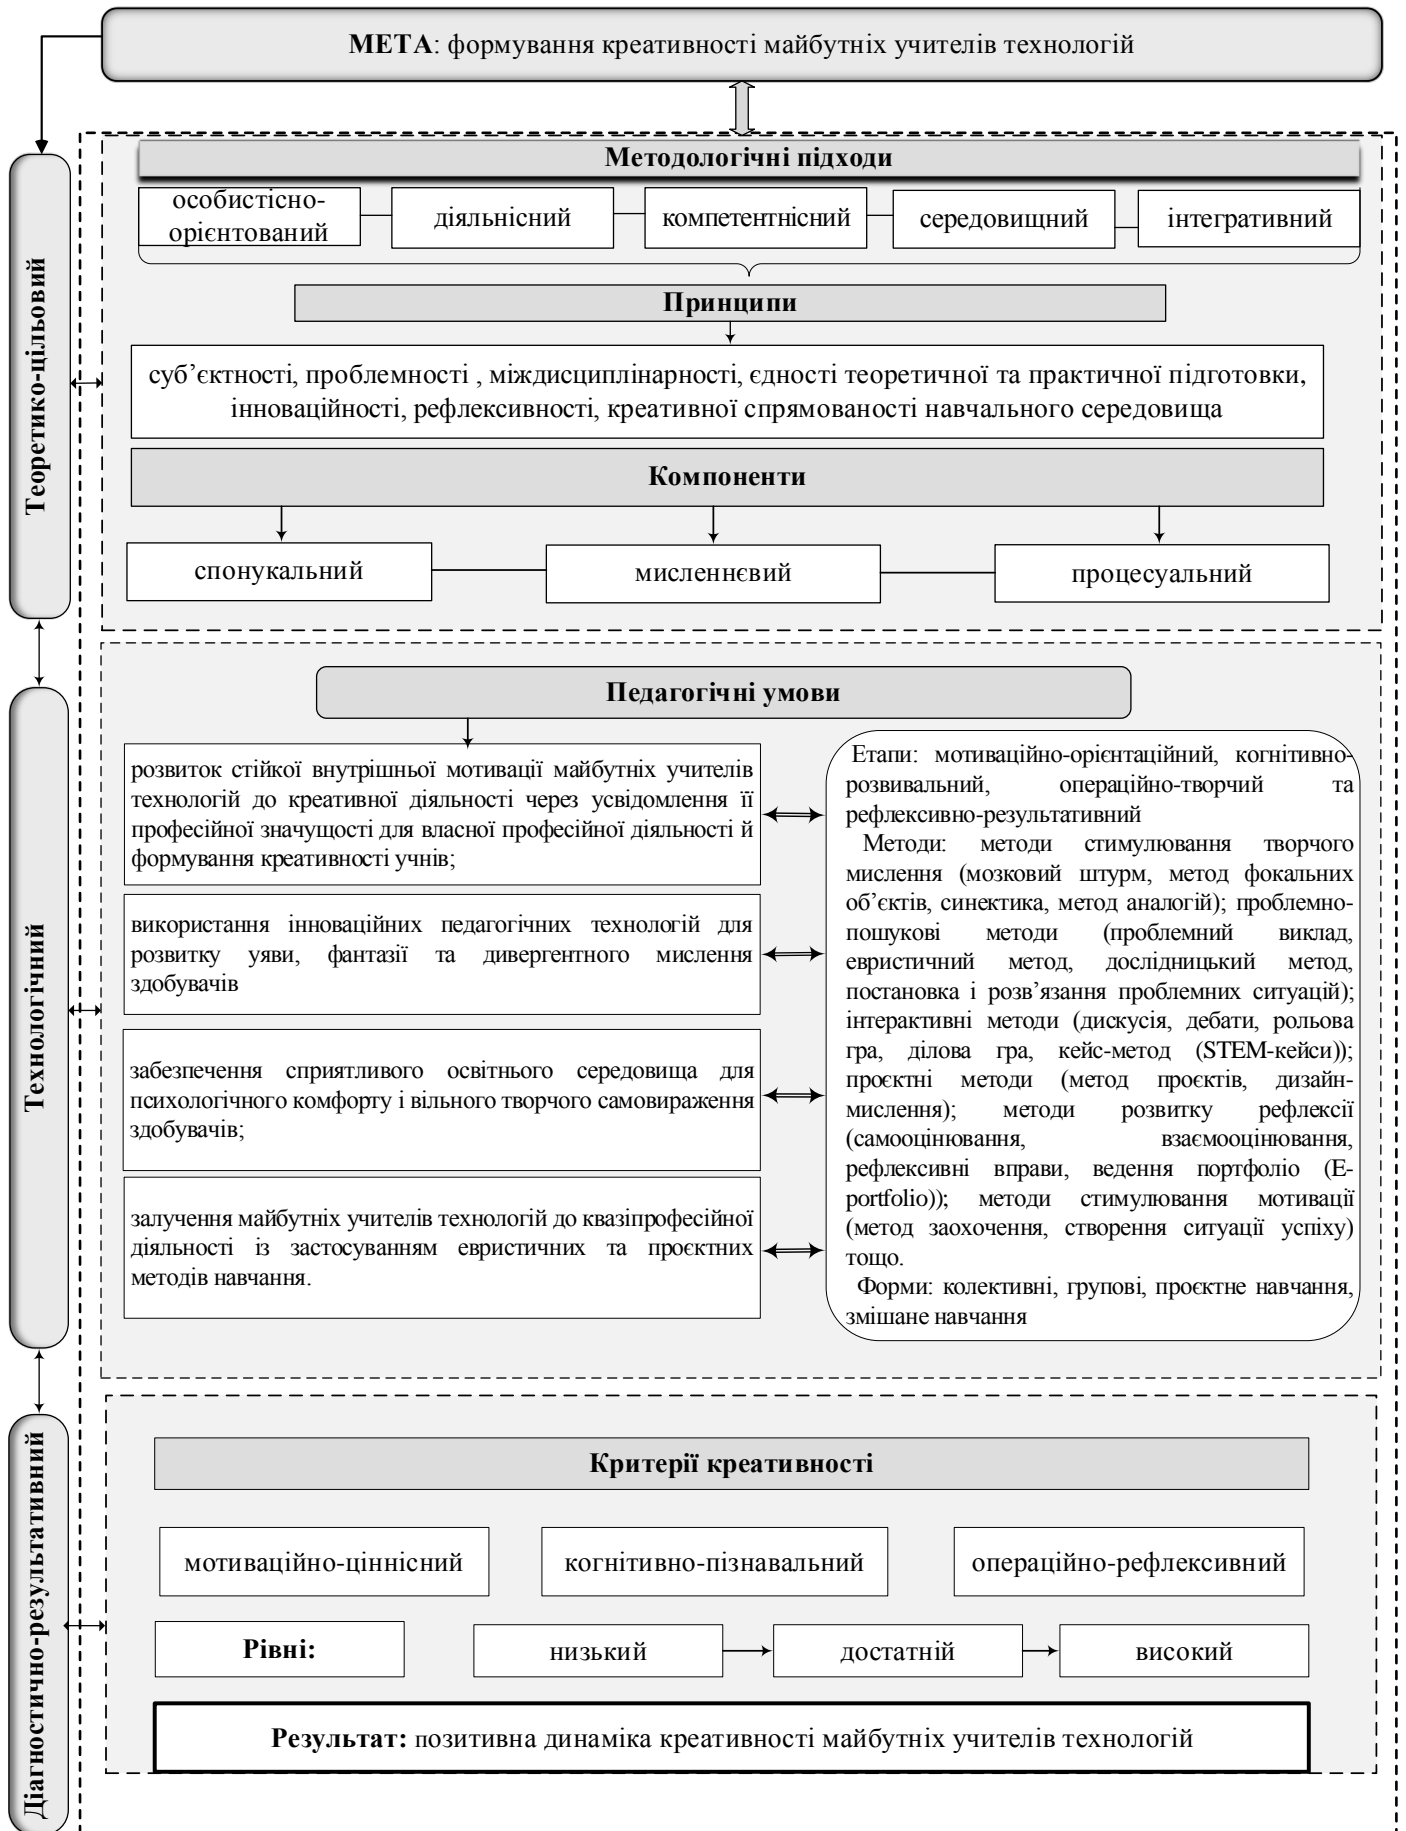 МЕТА: формування креативності майбутніх учителів технологій
Теоретико-цільовий
Методологічні підходи
особистісно-
орієнтований
діяльнісний
компетентнісний
середовищний
інтегративний
Принципи
суб’єктності, проблемності , міждисциплінарності, єдності теоретичної та практичної підготовки,
інноваційності, рефлексивності, креативної спрямованості навчального середовища
Компоненти
спонукальний
мисленнєвий
процесуальний
Технологічний
Педагогічні умови
розвиток стійкої внутрішньої мотивації майбутніх учителів
технологій до креативної діяльності через усвідомлення її
професійної значущості для власної професійної діяльності й
формування креативності учнів;
використання інноваційних педагогічних технологій для
розвитку уяви, фантазії та дивергентного мислення
здобувачів
забезпечення сприятливого освітнього середовища для
психологічного комфорту і вільного творчого самовираження
здобувачів;
залучення майбутніх учителів технологій до квазіпрофесійної
діяльності із застосуванням евристичних та проєктних
методів навчання.
Етапи: мотиваційно-орієнтаційний, когнітивно-
розвивальний, операційно-творчий та
рефлексивно-результативний
Методи: методи стимулювання творчого
мислення (мозковий штурм, метод фокальних
об’єктів, синектика, метод аналогій); проблемно-
пошукові методи (проблемний виклад,
евристичний метод, дослідницький метод,
постановка і розв’язання проблемних ситуацій);
інтерактивні методи (дискусія, дебати, рольова
гра, ділова гра, кейс-метод (STEM-кейси));
проєктні методи (метод проєктів, дизайн-
мислення); методи розвитку рефлексії
(самооцінювання, взаємооцінювання,
рефлексивні вправи, ведення портфоліо (E-
portfolio)); методи стимулювання мотивації
(метод заохочення, створення ситуації успіху)
тощо.
Форми: колективні, групові, проєктне навчання,
змішане навчання
Діагностично-результативний
Критерії креативності
мотиваційно-ціннісний
когнітивно-пізнавальний
операційно-рефлексивний
Рівні:
низький
достатній
високий
Результат: позитивна динаміка креативності майбутніх учителів технологій